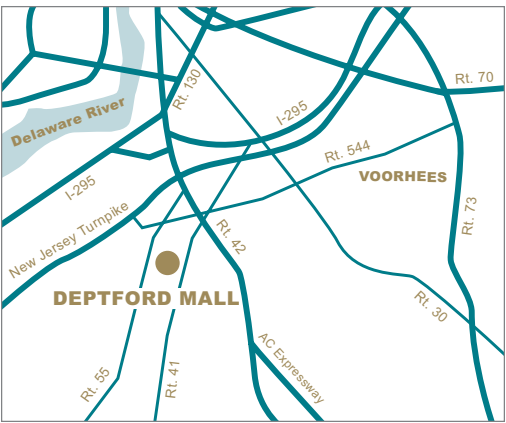 Rt. 70
Rt. 130
I-295
Delaware River
Rt. 544
VOORHEES
I-295
New Jersey Turnpike
Rt. 73
Rt. 42
DEPTFORD MALL
Rt. 30
AC Expressway
Rt. 55
Rt. 41